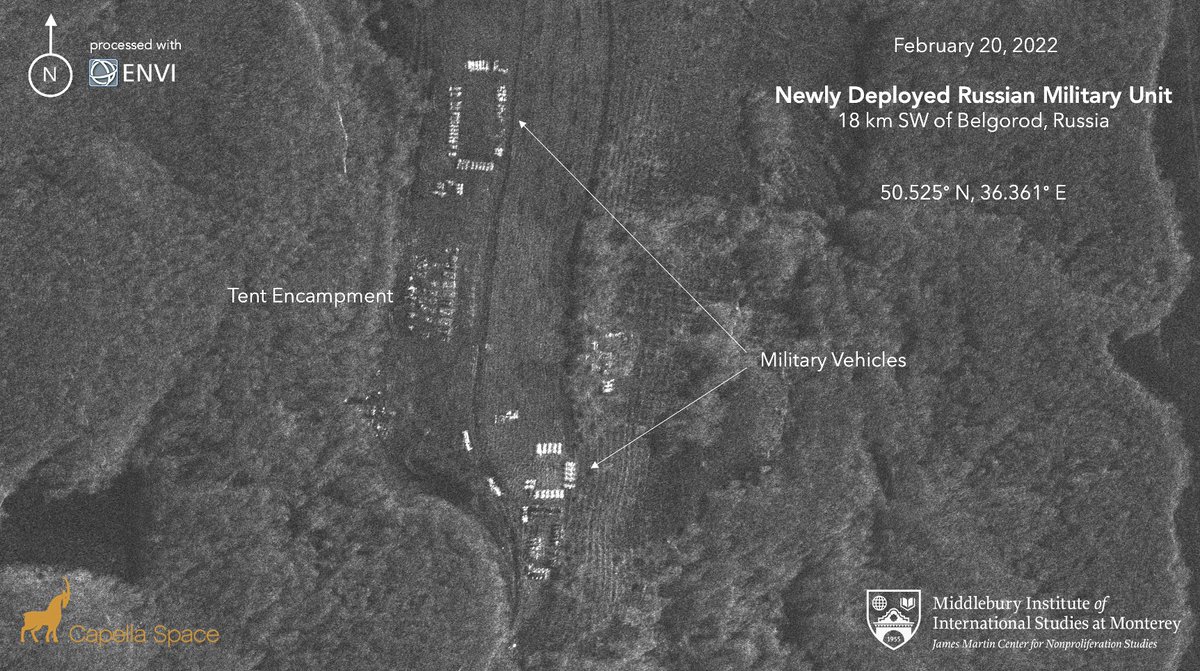 N
processed with
ENVI
February 20, 2022
Newly Deployed Russian Military Unit
18 km SW of Belgorod, Russia
50.525° N, 36.361° E
Tent Encampment
Military Vehicles
Capella Space
1955
Middlebury Institute of
International Studies at Monterey
James Martin Center for Nonproliferation Studies